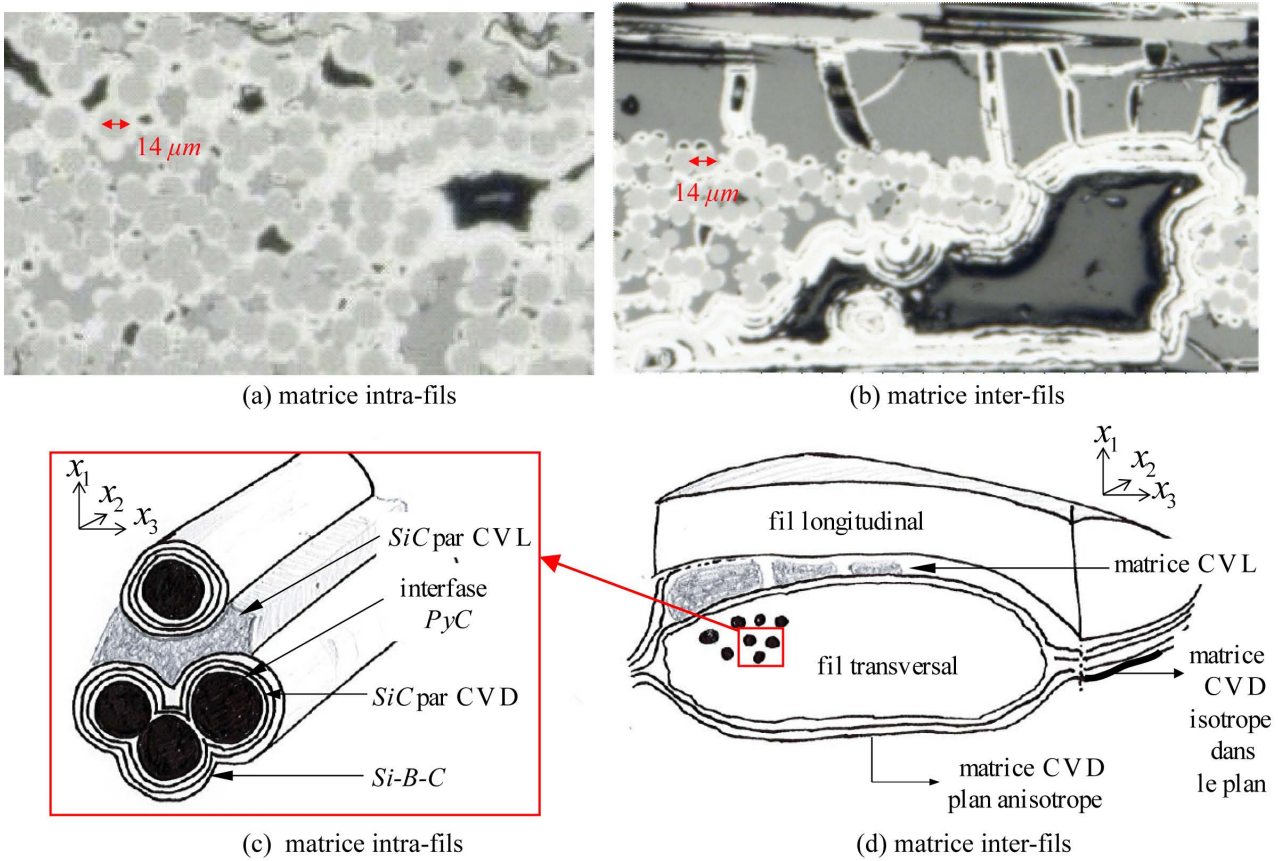 14 μm
14 μm
(a) matrice intra-fils
(b) matrice inter-fils
x1
x2
x3
SiC par CVL
interfase
PyC
SiC par CVD
Si-B-C
(c) matrice intra-fils
x1
x2
x3
fil longitudinal
matrice CVL
fil transversal
matrice
CVD
isotrope
dans
le plan
matrice CVD
plan anisotrope
(d) matrice inter-fils